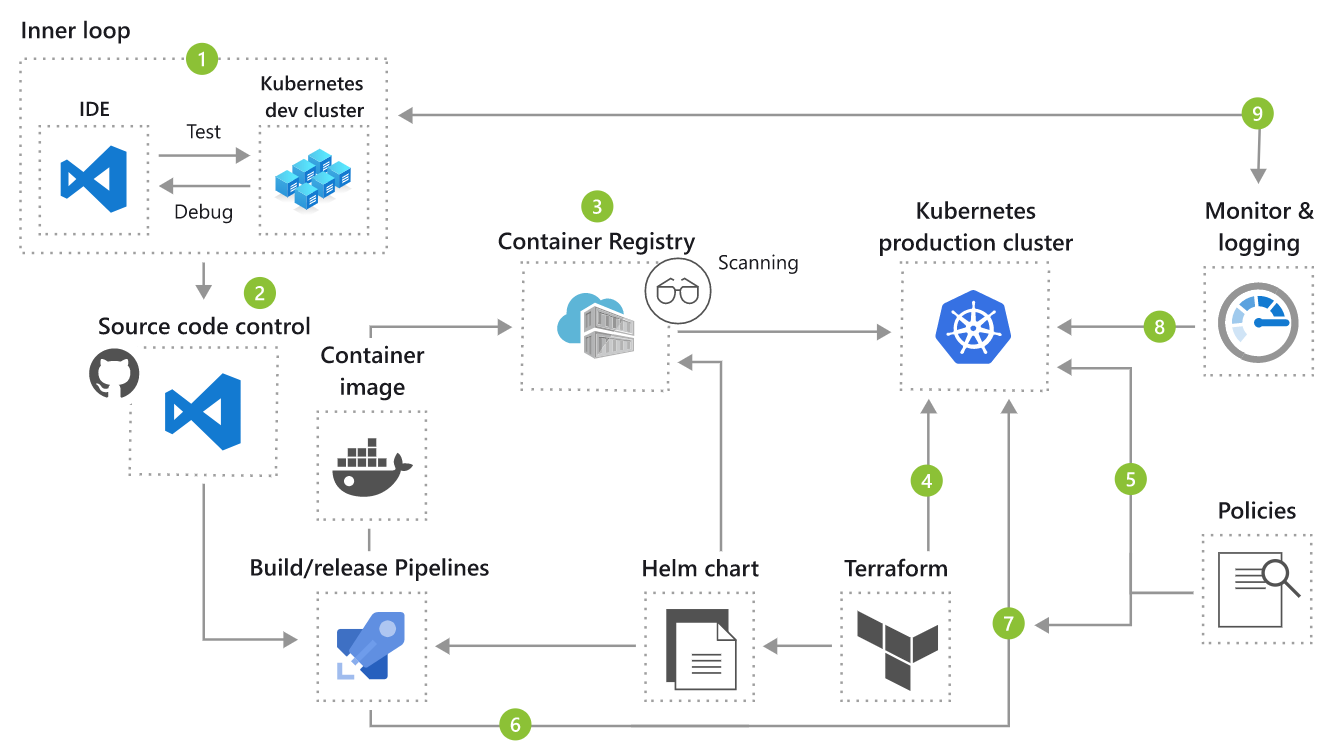 Inner loop
1
Kubernetes
dev cluster
IDE
Test
Debug
9
2
Source code control
3
Container Registry
Scanning
Kubernetes
production cluster
Monitor &
logging
8
Container
image
4
5
Policies
Build/release Pipelines
Helm chart
Terraform
7
6